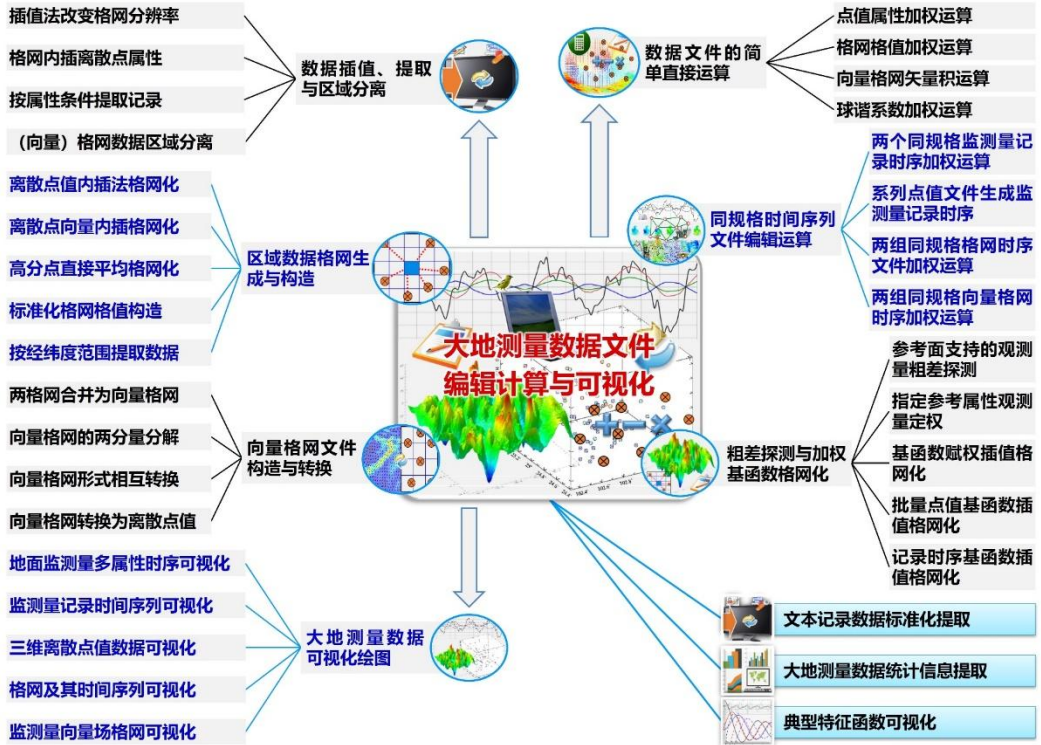 插值法改变格网分辨率
格网内插离散点属性
按属性条件提取记录
（向量）格网数据区域分离
数据插值、提取
与区域分离
点值属性加权运算
格网格值加权运算
向量格网矢量积运算
球谐系数加权运算
数据文件的简
单直接运算
离散点值内插法格网化
离散点向量内插格网化
高分点直接平均格网化
标准化格网格值构造
按经纬度范围提取数据
区域数据格网生
成与构造
两个同规格监测量记
录时序加权运算
系列点值文件生成监
测量记录时序
两组同规格格网时序
文件加权运算
两组同规格向量格网
时序加权运算
同规格时间序列
文件编辑运算
大地测量数据文件
编辑计算与可视化
两格网合并为向量格网
向量格网的两分量分解
向量格网形式相互转换
向量格网转换为离散点值
向量格网文件
构造与转换
参考面支持的观测
量粗差探测
指定参考属性观测
量定权
基函数赋权插值格
网化
批量点值基函数插
值格网化
记录时序基函数插
值格网化
粗差探测与加权
基函数格网化
地面监测量多属性时序可视化
监测量记录时间序列可视化
三维离散点值数据可视化
格网及其时间序列可视化
监测量向量场格网可视化
大地测量数据
可视化绘图
文本记录数据标准化提取
大地测量数据统计信息提取
典型特征函数可视化